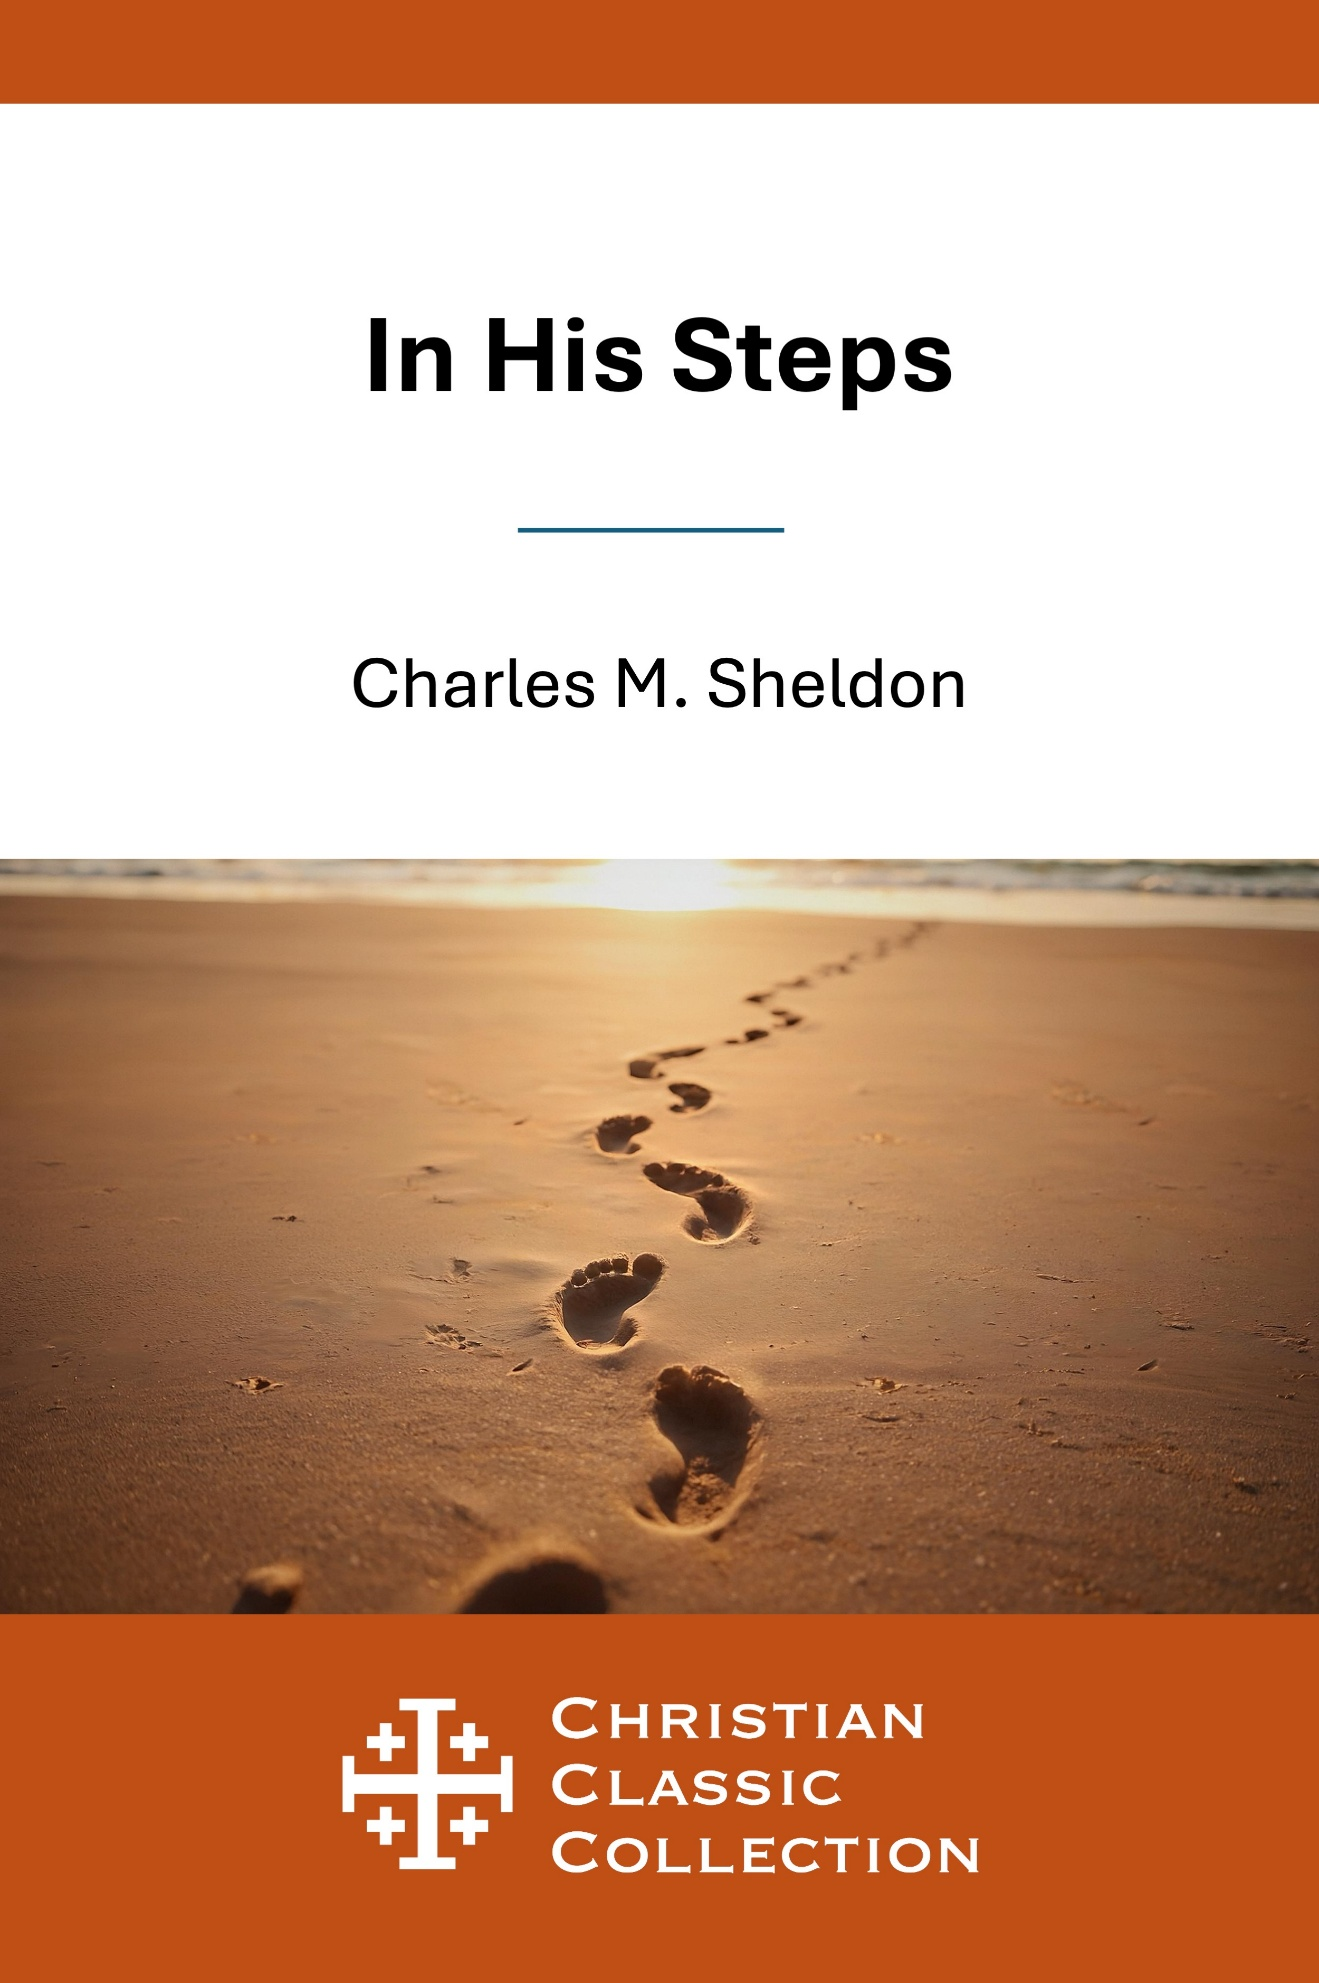 In His Steps
Charles M. Sheldon
CHRISTIAN
CLASSIC
COLLECTION